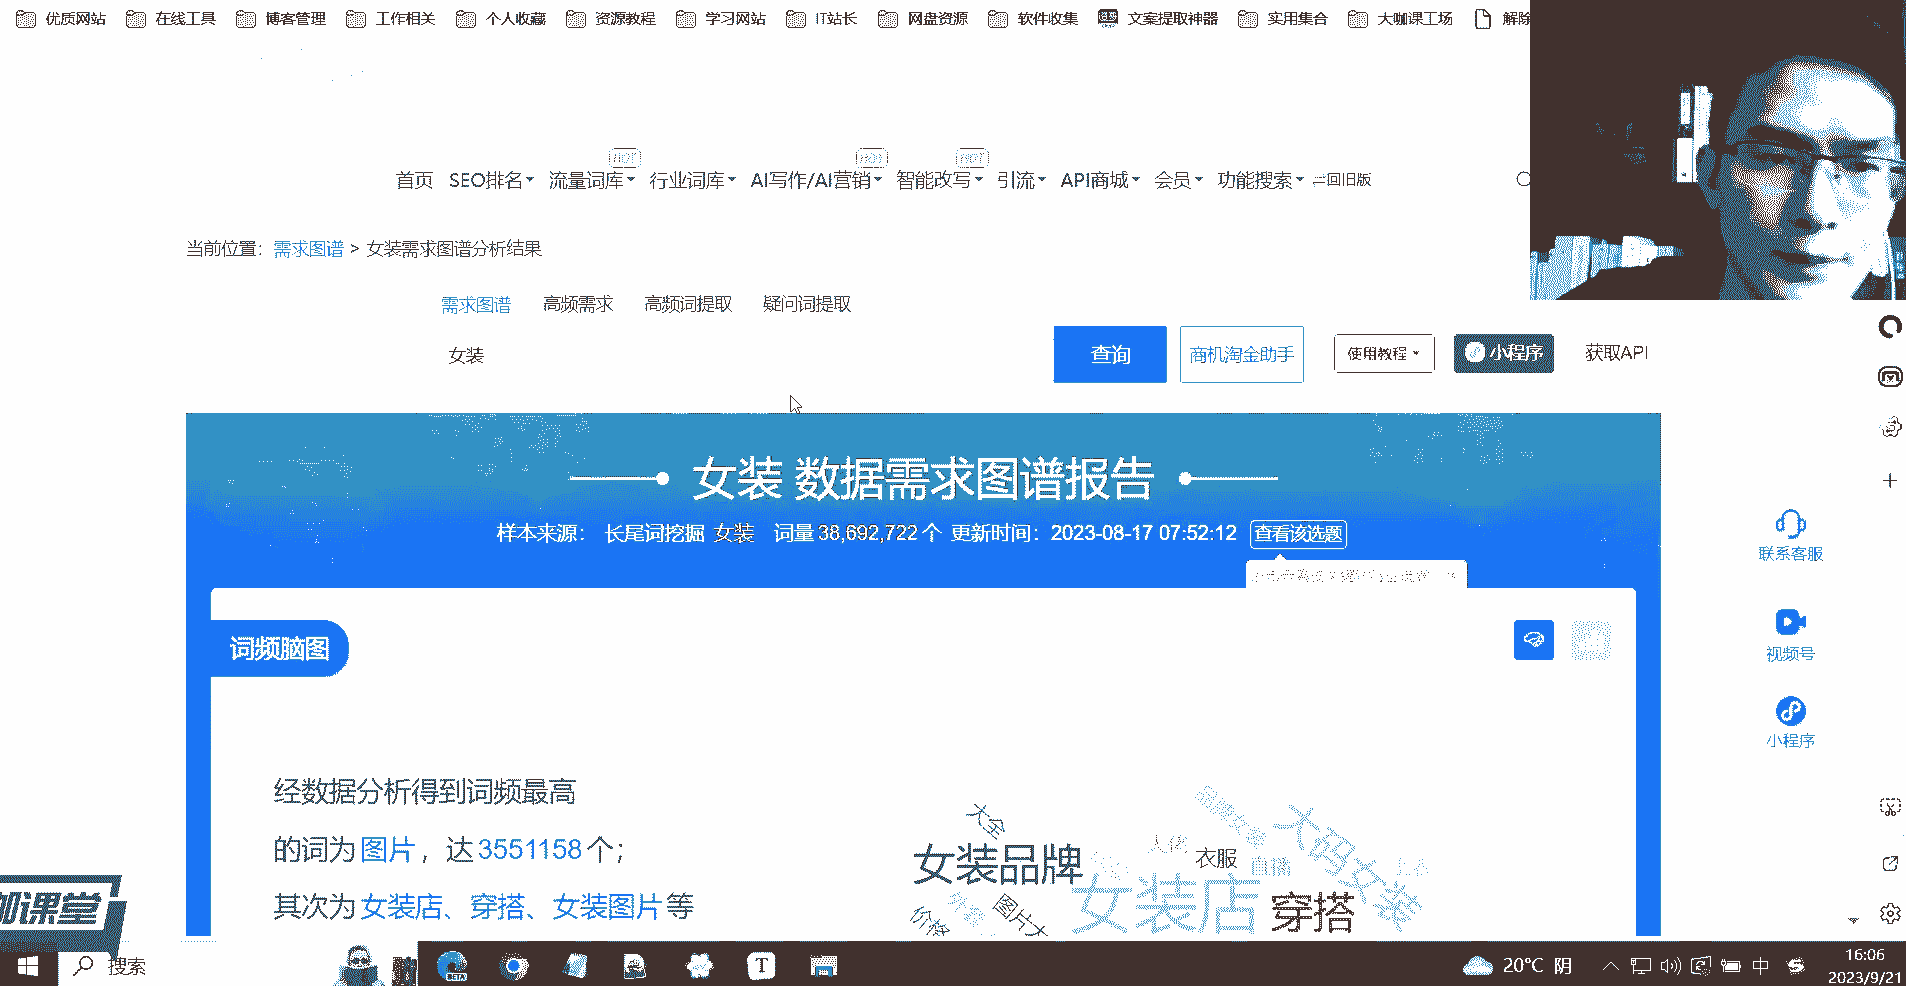 优质网站 在线工具 博客管理 工作相关 个人收藏 资源教程 学习网站 IT站长 网盘资源 软件收集 文案提取神器 实用集合 大咖课工场 解除
HOT HOT HOT
首页 SEO排名 流量词库 行业词库 AI写作/AI营销 智能改写 引流 API商城 会员 功能搜索 回旧版
当前位置: 需求图谱 > 女装需求图谱分析结果
需求图谱 高频需求 高频词提取 疑问词提取
女装 查询 商机淘金助手 使用教程 小程序 获取API
女装 数据需求图谱报告
样本来源: 长尾词挖掘 女装 词量 38,692,722 个 更新时间: 2023-08-17 07:52:12 查看该选题
联系客服
词频脑图
视频号
小程序
经数据分析得到词频最高
的词为 图片，达 3551158 个；
其次为 女装店、穿搭、女装图片 等
大全
大码女装
女装品牌
衣服
直播
女装店
穿搭
价格
课堂
搜索
BETA
T
20°C 阴
中
16:06
2023/9/21